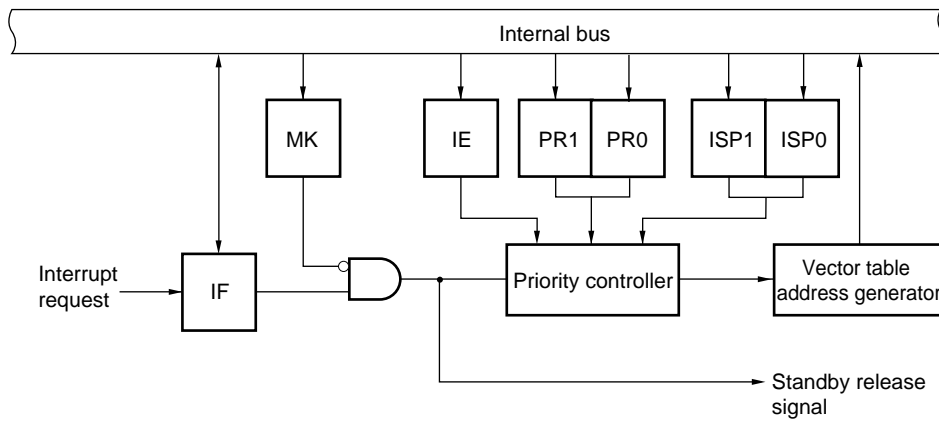 Internal bus
MK
IE
PR1
PR0
ISP1
ISP0
Interrupt
request
IF
Priority controller
Vector table
address generator
Standby release
signal